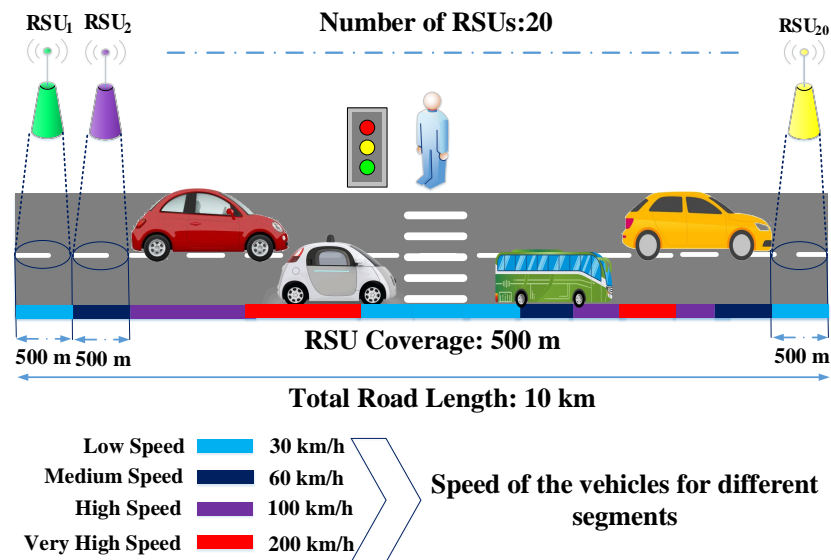 Number of RSUs:20
RSU1
RSU2
RSU20
RSU Coverage: 500 m
500 m
500 m
500 m
Total Road Length: 10 km
Low Speed 30 km/h
Medium Speed 60 km/h
High Speed 100 km/h
Very High Speed 200 km/h
Speed of the vehicles for different
segments